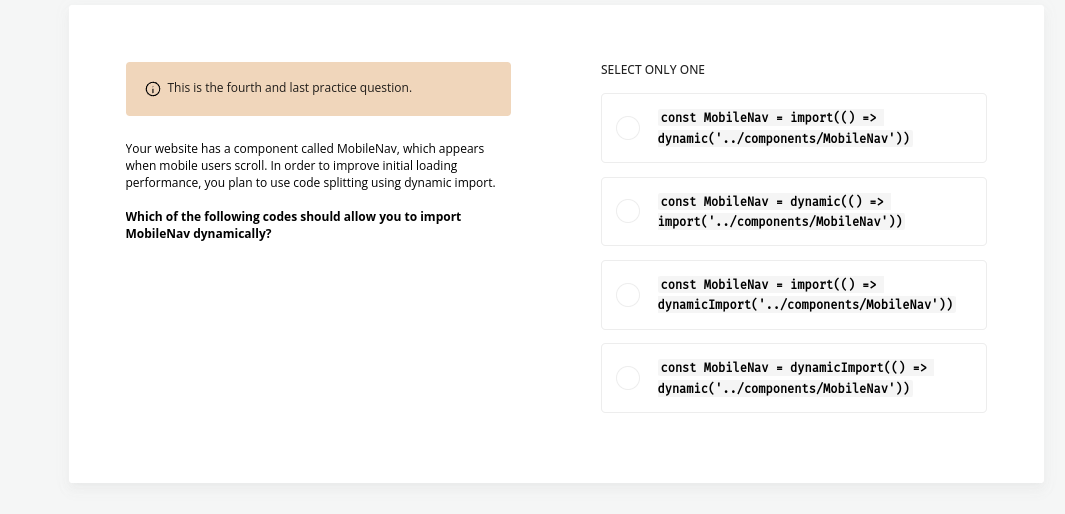 This is the fourth and last practice question.
Your website has a component called MobileNav, which appears
when mobile users scroll. In order to improve initial loading
performance, you plan to use code splitting using dynamic import.
Which of the following codes should allow you to import
MobileNav dynamically?
SELECT ONLY ONE
const MobileNav = import(() =>
dynamic('../components/MobileNav'))
const MobileNav = dynamic(() =>
import('../components/MobileNav'))
const MobileNav = import(() =>
dynamicImport('../components/MobileNav'))
const MobileNav = dynamicImport(() =>
dynamic('../components/MobileNav'))